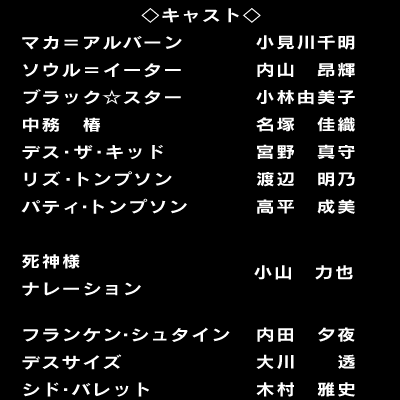 ◇キャスト◇
マカ＝アルバーン　小見川千明
ソウル＝イーター　内山　昂輝
ブラック☆スター　小林由美子
中務　椿　名塚　佳織
デス・ザ・キッド　宮野　真守
リズ・トンプソン　渡辺　明乃
パティ・トンプソン　高平　成美
死神様
ナレーション　小山　力也
フランケン・シュタイン　内田　夕夜
デスサイズ　大川　透
シド・バレット　木村　雅史